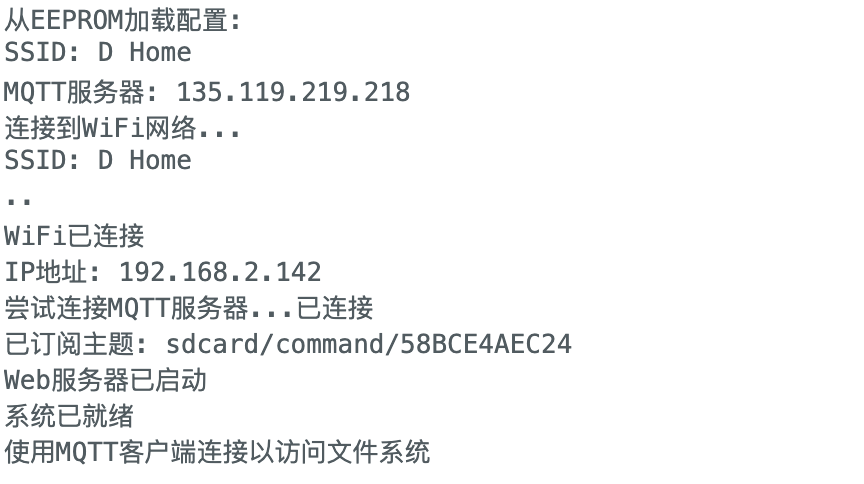 从EEPROM加载配置:
SSID: D Home
MQTT服务器: 135.119.219.218
连接到WiFi网络...
SSID: D Home
..
WiFi已连接
IP地址: 192.168.2.142
尝试连接MQTT服务器...已连接
已订阅主题: sdcard/command/58BCE4AEC24
Web服务器已启动
系统已就绪
使用MQTT客户端连接以访问文件系统